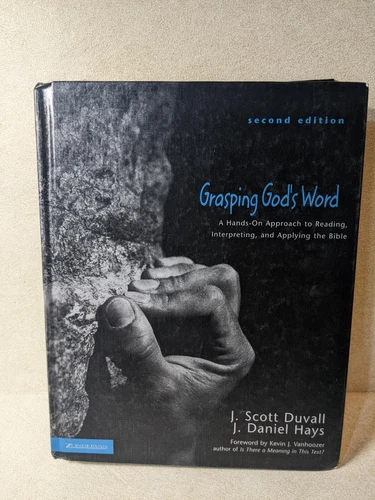 second edition
Grasping God's Word
A Hands-On Approach to Reading,
Interpreting, and Applying the Bible
J. Scott Duvall
J. Daniel Hays
Foreword by Kevin J. Vanhoozer
author of Is There a Meaning in This Text?
ZONDERVAN